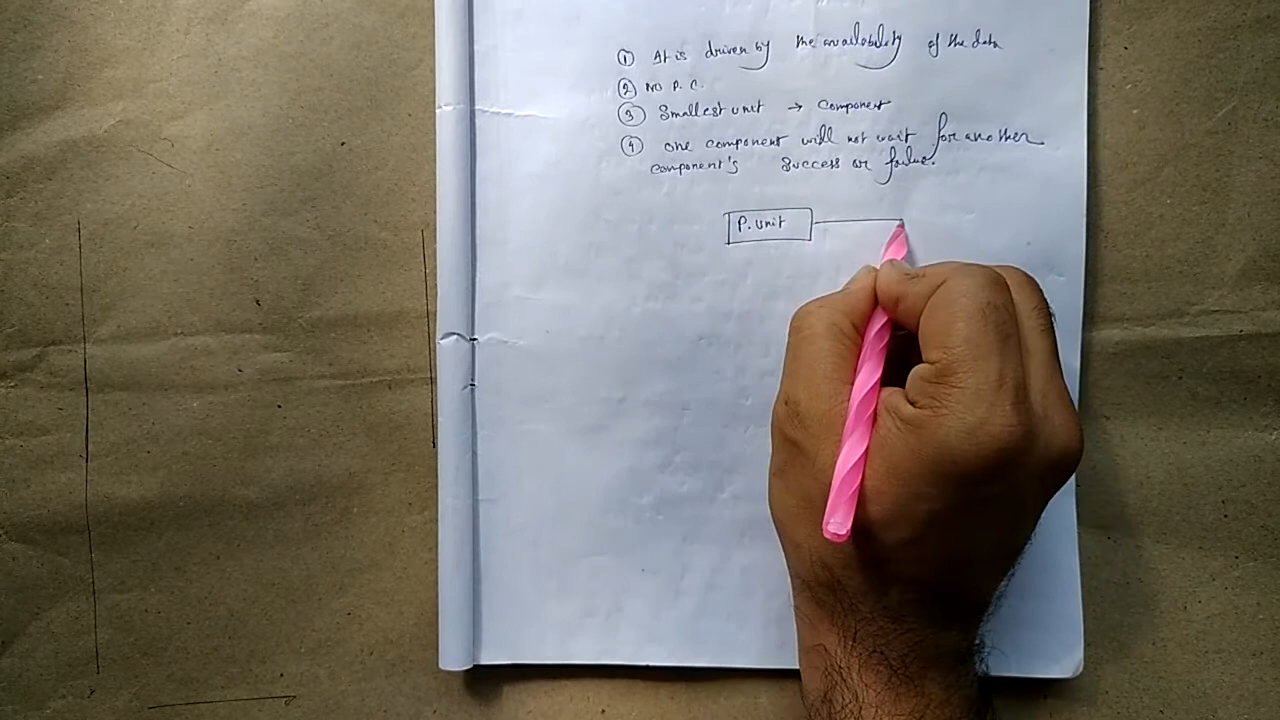 ① It is driven by the availability of the data
② NO P.C.
③ Smallest unit → component
④ one component will not wait for another
component's success or failue.
P. Unit